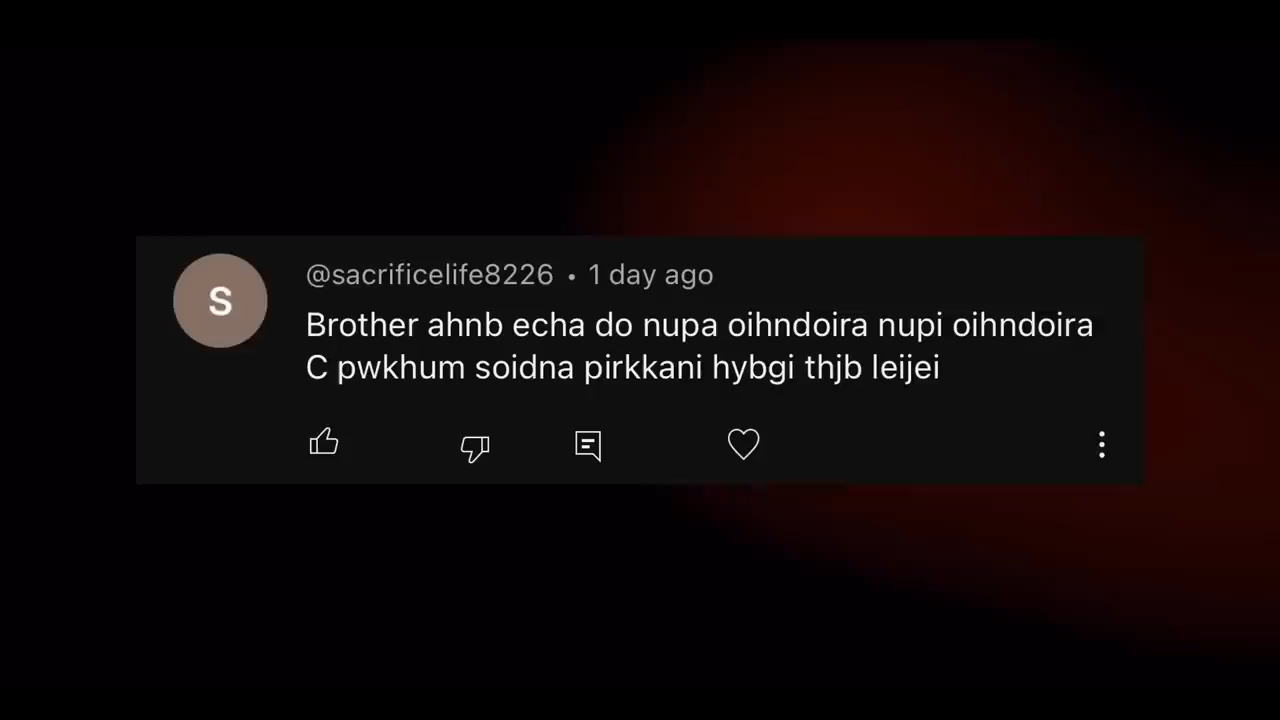 S
@sacrificelife8226 • 1 day ago
Brother ahnb echa do nupa oihndoira nupi oihndoira
C pwkhum soidna pirkkani hybgi thjb leijei